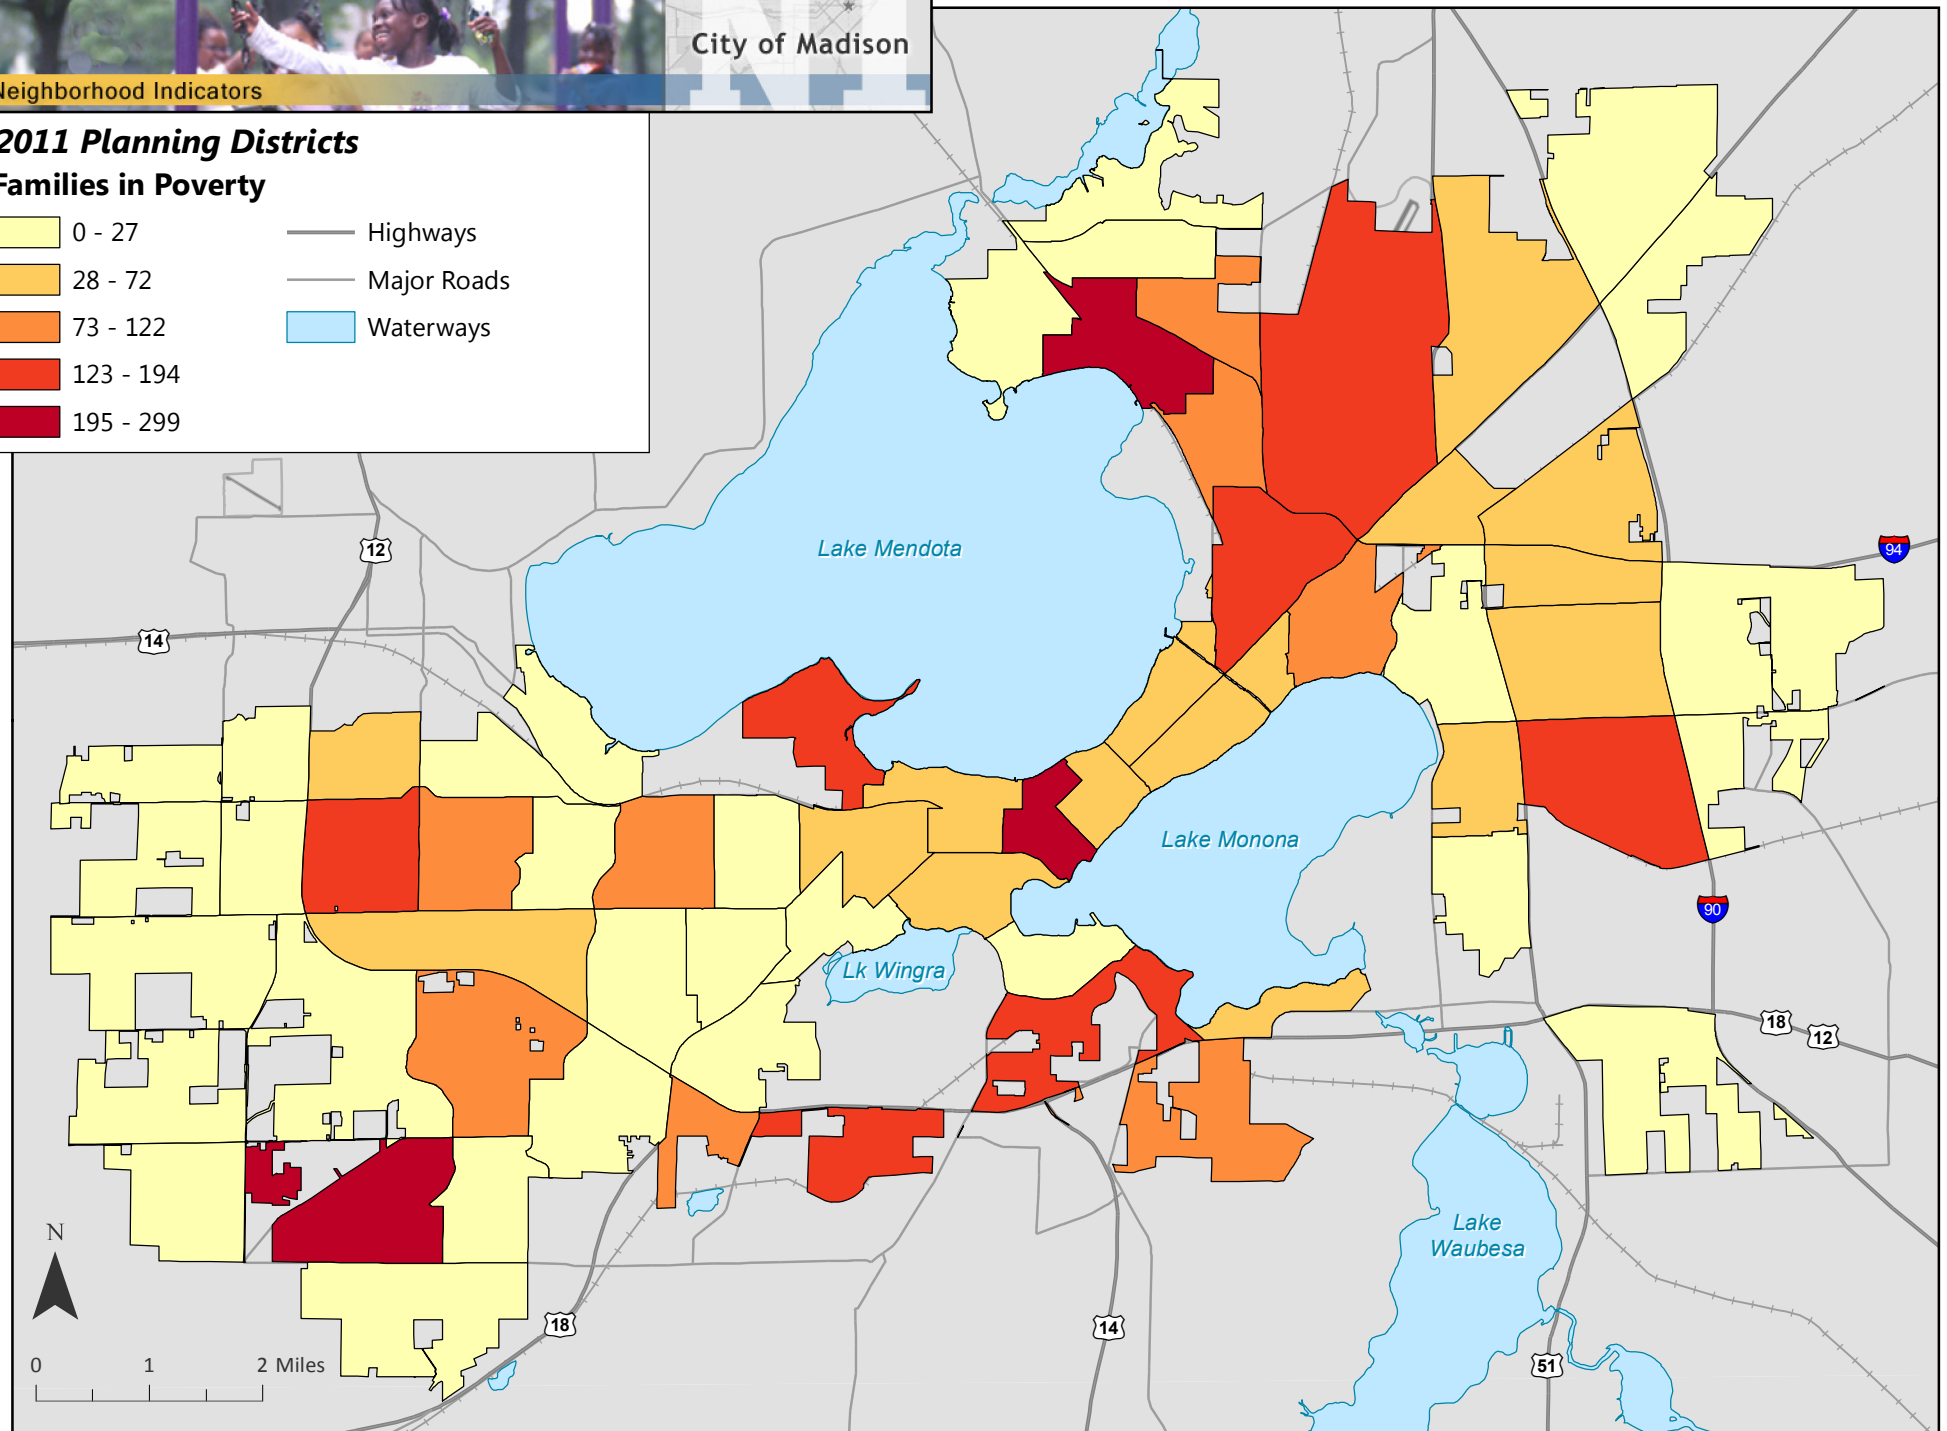 City of Madison
Neighborhood Indicators
2011 Planning Districts
Families in Poverty
0 - 27
28 - 72
73 - 122
123 - 194
195 - 299
Highways
Major Roads
Waterways
12
14
Lake Mendota
94
Lake Monona
90
Lk Wingra
18
12
Lake
Waubesa
N
0 1 2 Miles
18
14
51